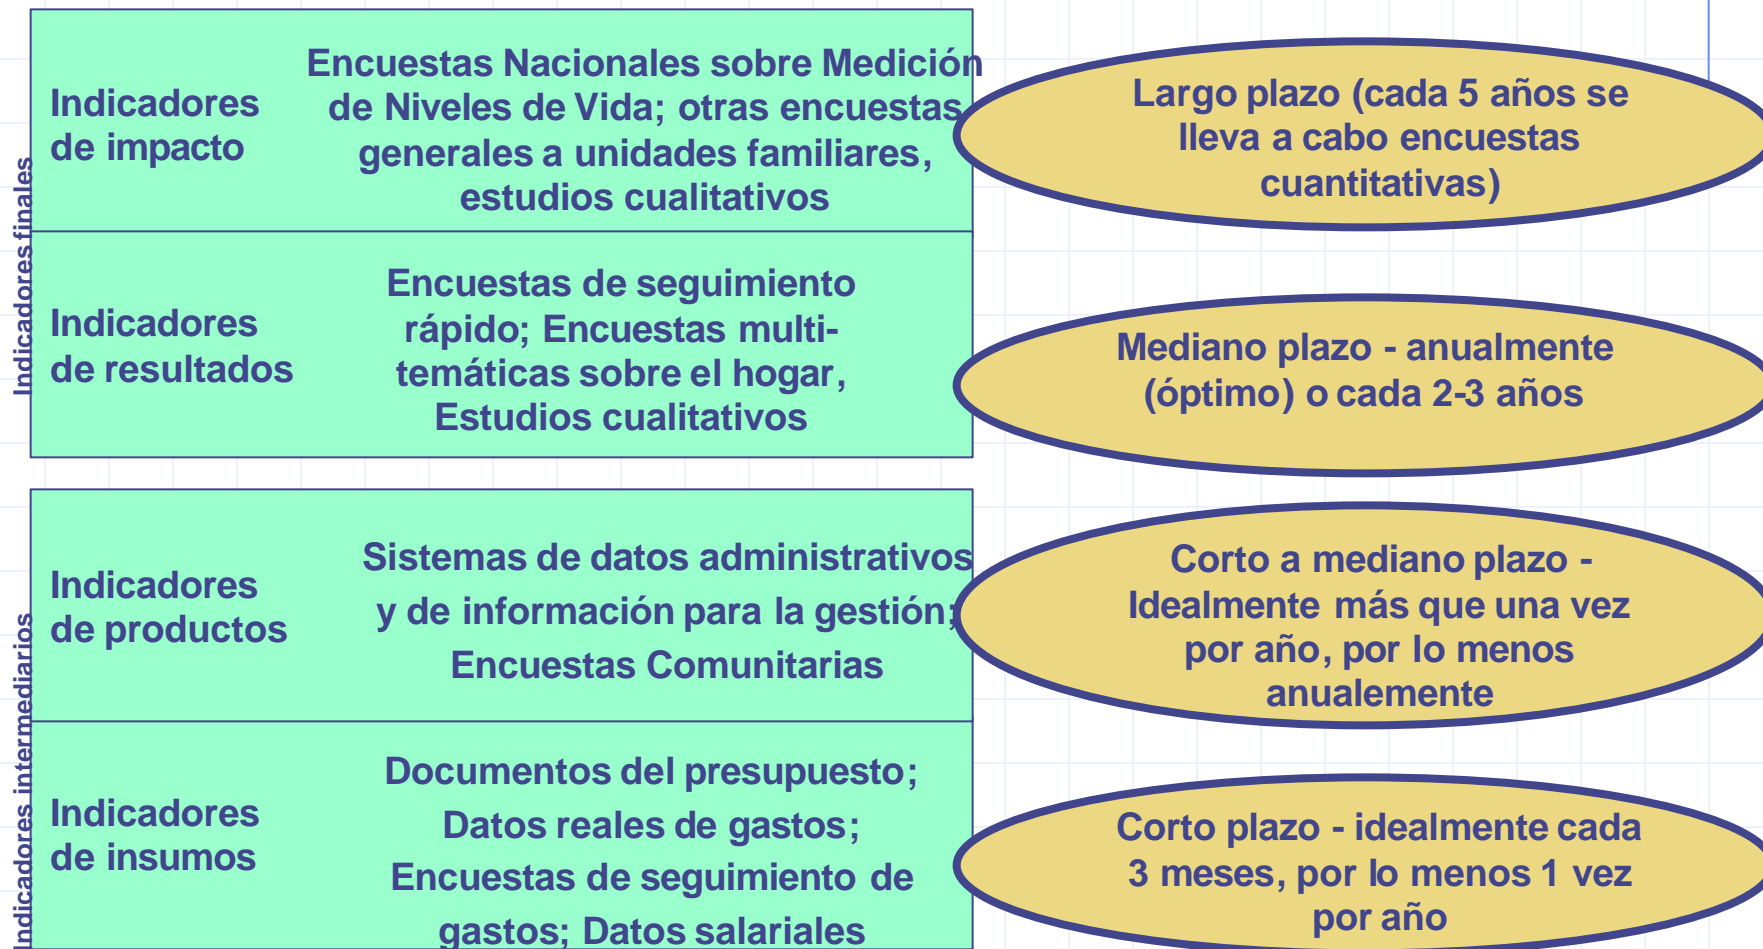 Indicadores finales
Indicadores
de impacto
Encuestas Nacionales sobre Medición
de Niveles de Vida; otras encuestas
generales a unidades familiares,
estudios cualitativos
Largo plazo (cada 5 años se
lleva a cabo encuestas
cuantitativas)
Indicadores
de resultados
Encuestas de seguimiento
rápido; Encuestas multi-
temáticas sobre el hogar,
Estudios cualitativos
Mediano plazo - anualmente
(óptimo) o cada 2-3 años
Indicadores intermediarios
Indicadores
de productos
Sistemas de datos administrativos
y de información para la gestión;
Encuestas Comunitarias
Corto a mediano plazo -
Idealmente más que una vez
por año, por lo menos
anualemente
Indicadores
de insumos
Documentos del presupuesto;
Datos reales de gastos;
Encuestas de seguimiento de
gastos; Datos salariales
Corto plazo - idealmente cada
3 meses, por lo menos 1 vez
por año